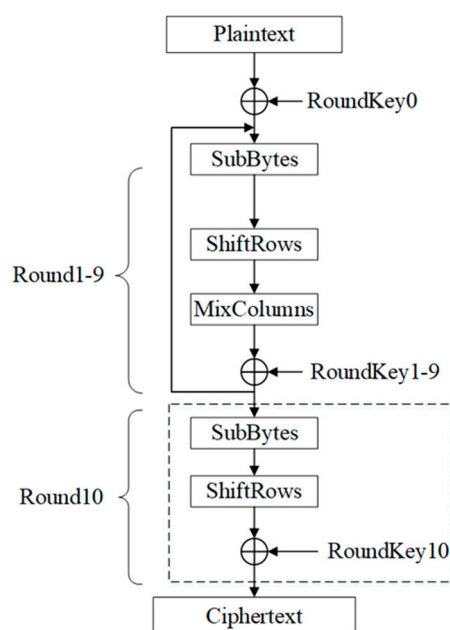 Plaintext
RoundKey0
SubBytes
ShiftRows
Round1-9
MixColumns
RoundKey1-9
SubBytes
ShiftRows
Round10
RoundKey10
Ciphertext